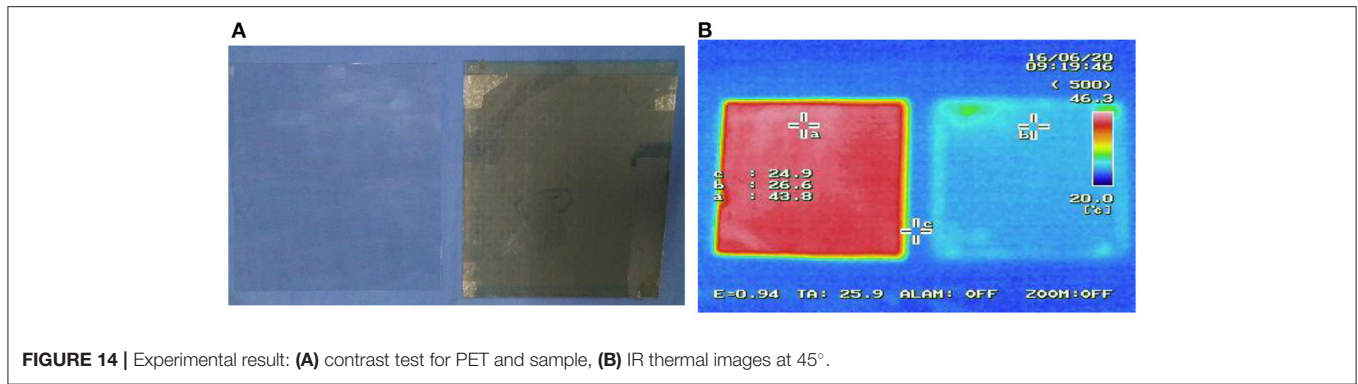 A
B
16/06/20
09:19:46
( 500)
46.3
a
b
c : 24.9
b : 26.6
a : 43.8
c
20.0
[℃]
E=0.94 TA: 25.9 ALAM: OFF ZOOM:OFF
FIGURE 14 | Experimental result: (A) contrast test for PET and sample, (B) IR thermal images at 45°.